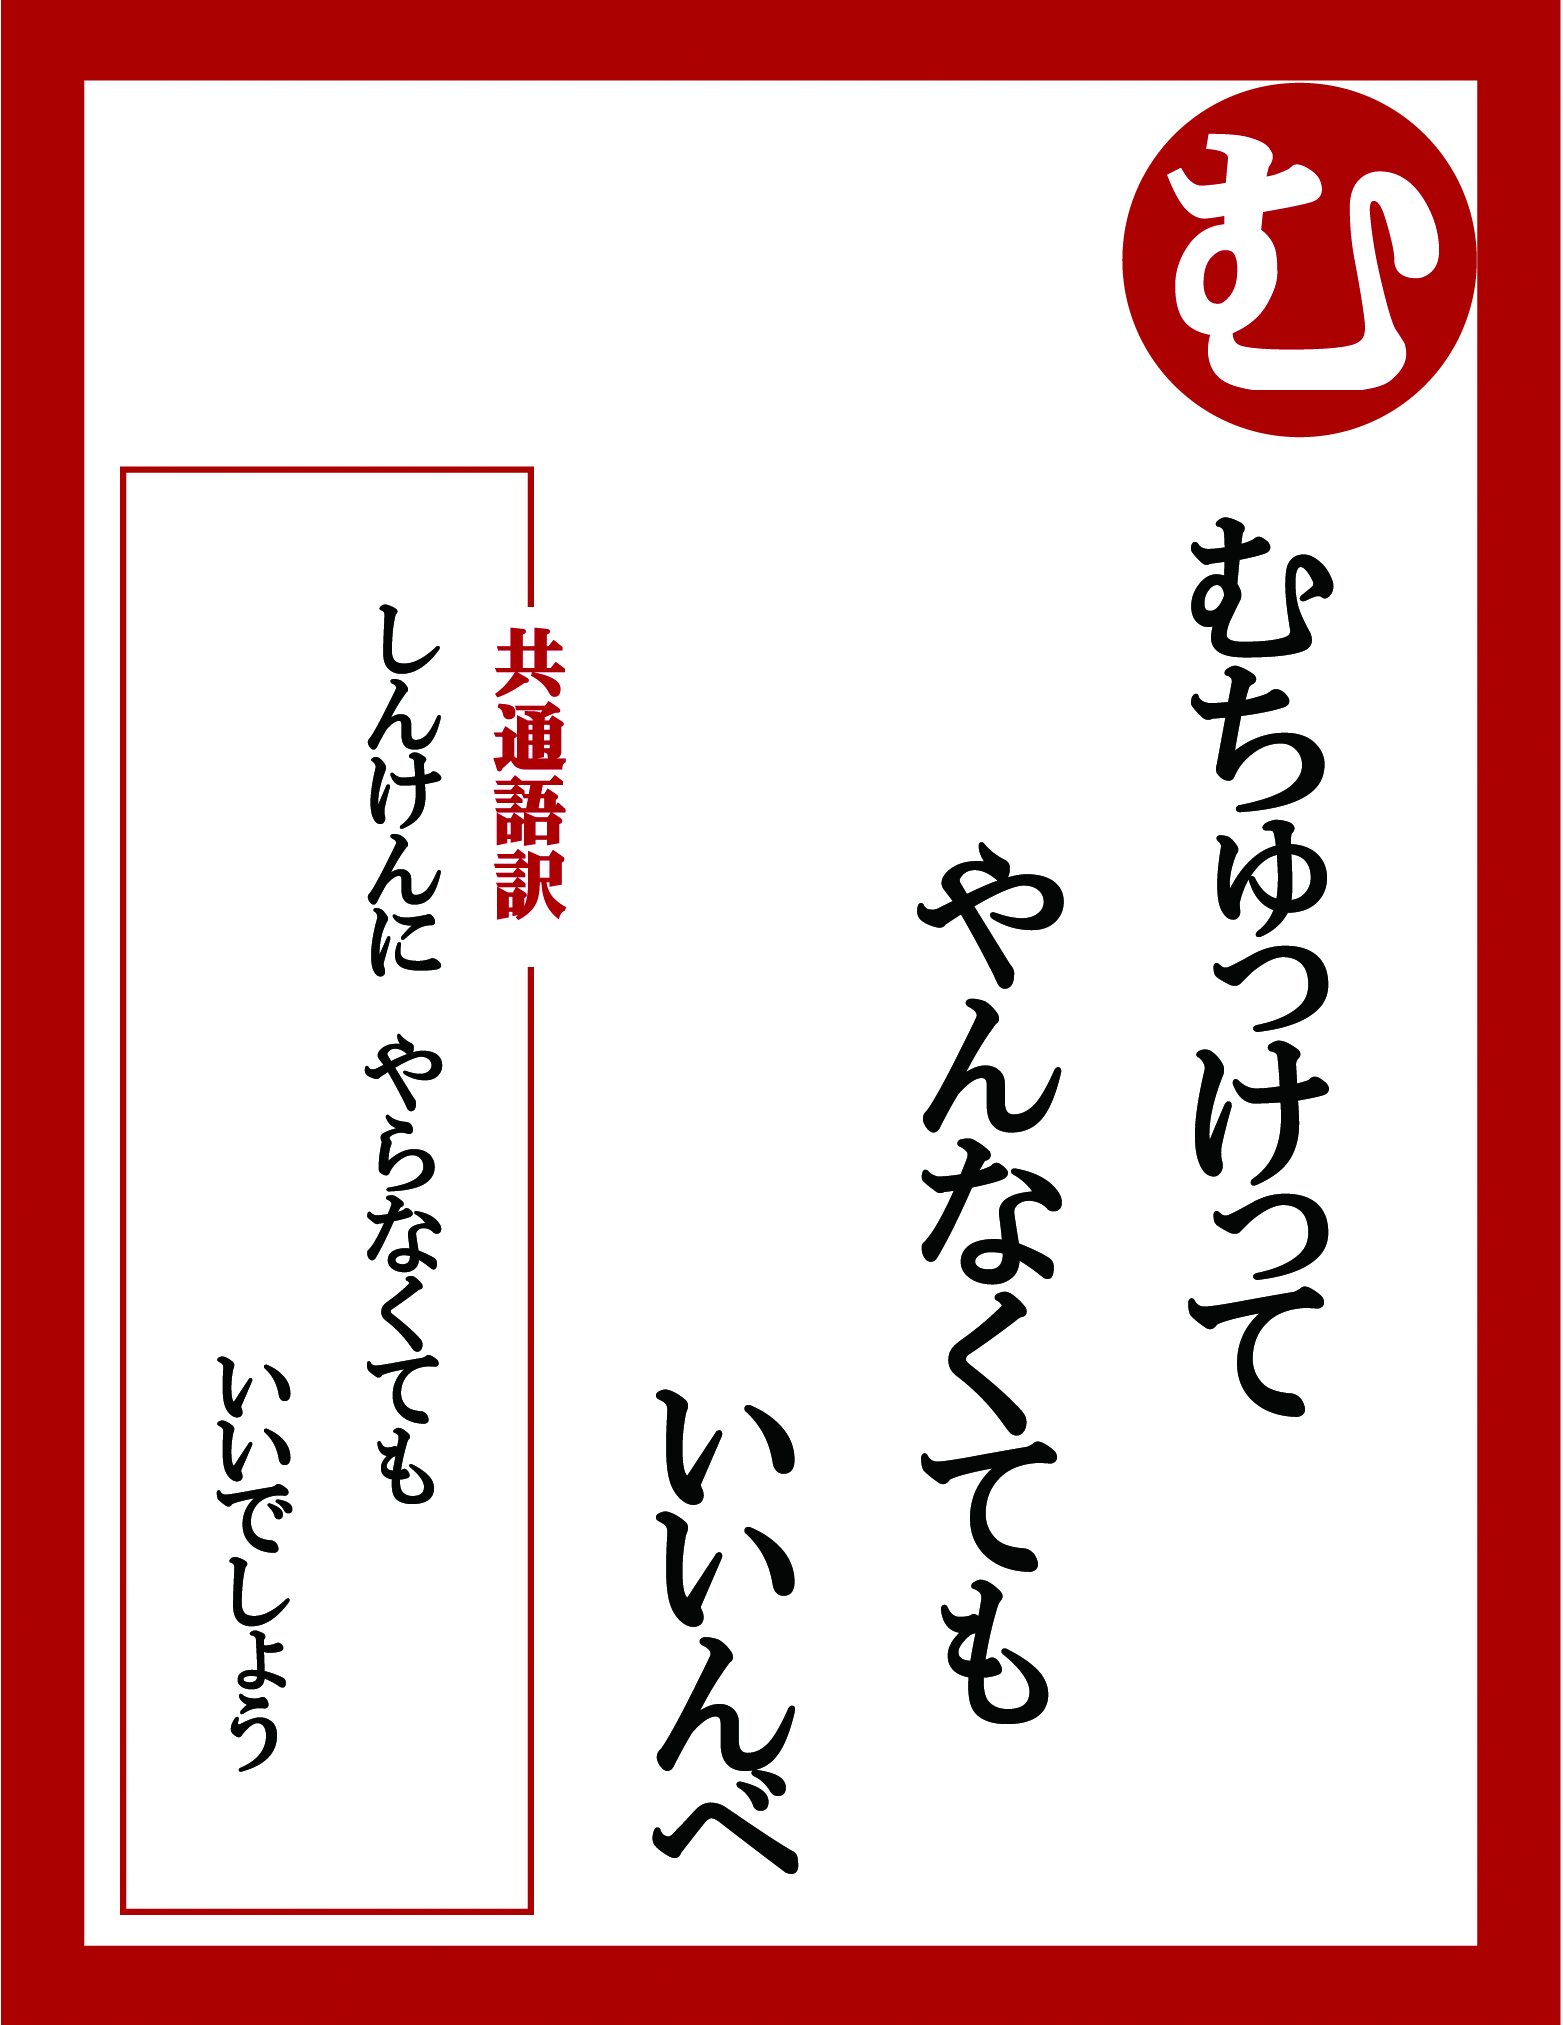 む
むちゅっけって
やんなくても
いいんべ
共通語訳
しんけんに　やらなくても
いいでしょう